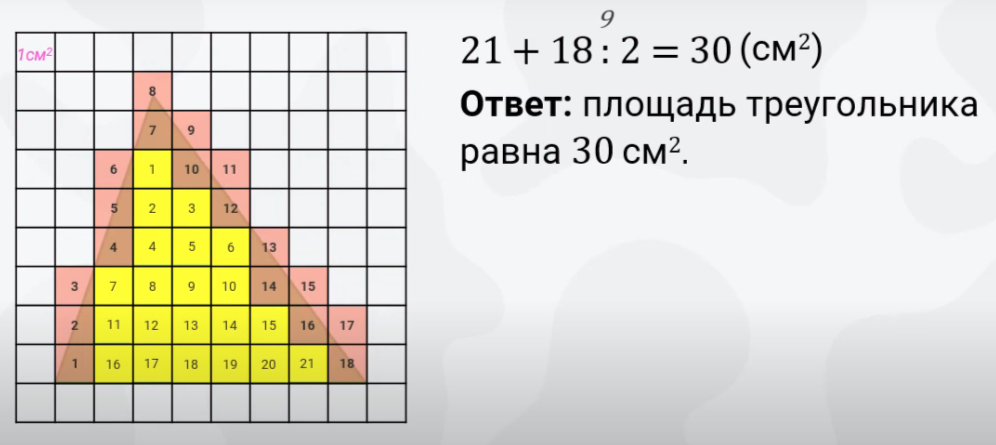 1см²
8
7 9
6 1 10 11
5 2 3 12
4 4 5 6 13
3 7 8 9 10 14 15
2 11 12 13 14 15 16 17
1 16 17 18 19 20 21 18
9
21 + 18 : 2 = 30 (см²)
Ответ: площадь треугольника
равна 30 см².